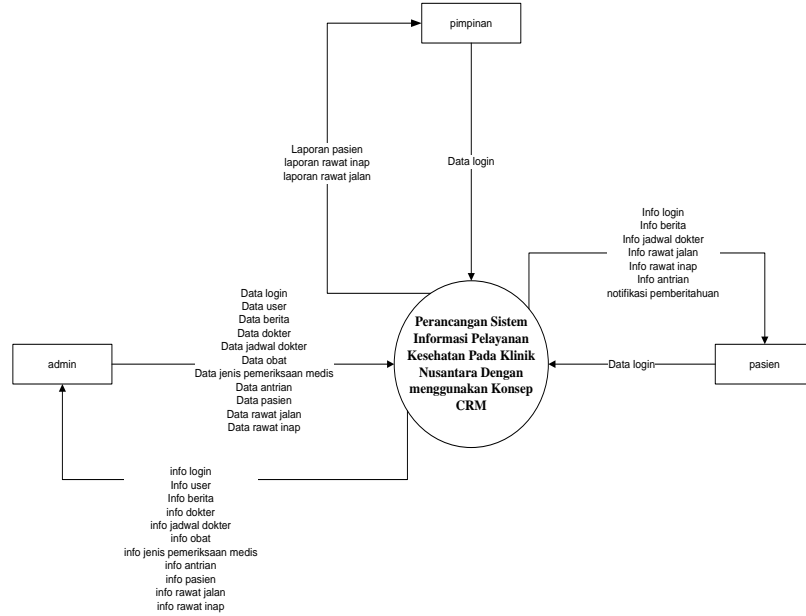 pimpinan
Laporan pasien
laporan rawat inap
laporan rawat jalan
Data login
Info login
Info berita
Info jadwal dokter
Info rawat jalan
Info rawat inap
Info antrian
notifikasi pemberitahuan
Data login
Data user
Data berita
Data dokter
Data jadwal dokter
Data obat
Data jenis pemeriksaan medis
Data antrian
Data pasien
Data rawat jalan
Data rawat inap
Perancangan Sistem
Informasi Pelayanan
Kesehatan Pada Klinik
Nusantara Dengan
menggunakan Konsep
CRM
admin
Data login
pasien
info login
Info user
Info berita
info dokter
info jadwal dokter
info obat
info jenis pemeriksaan medis
info antrian
info pasien
info rawat jalan
info rawat inap